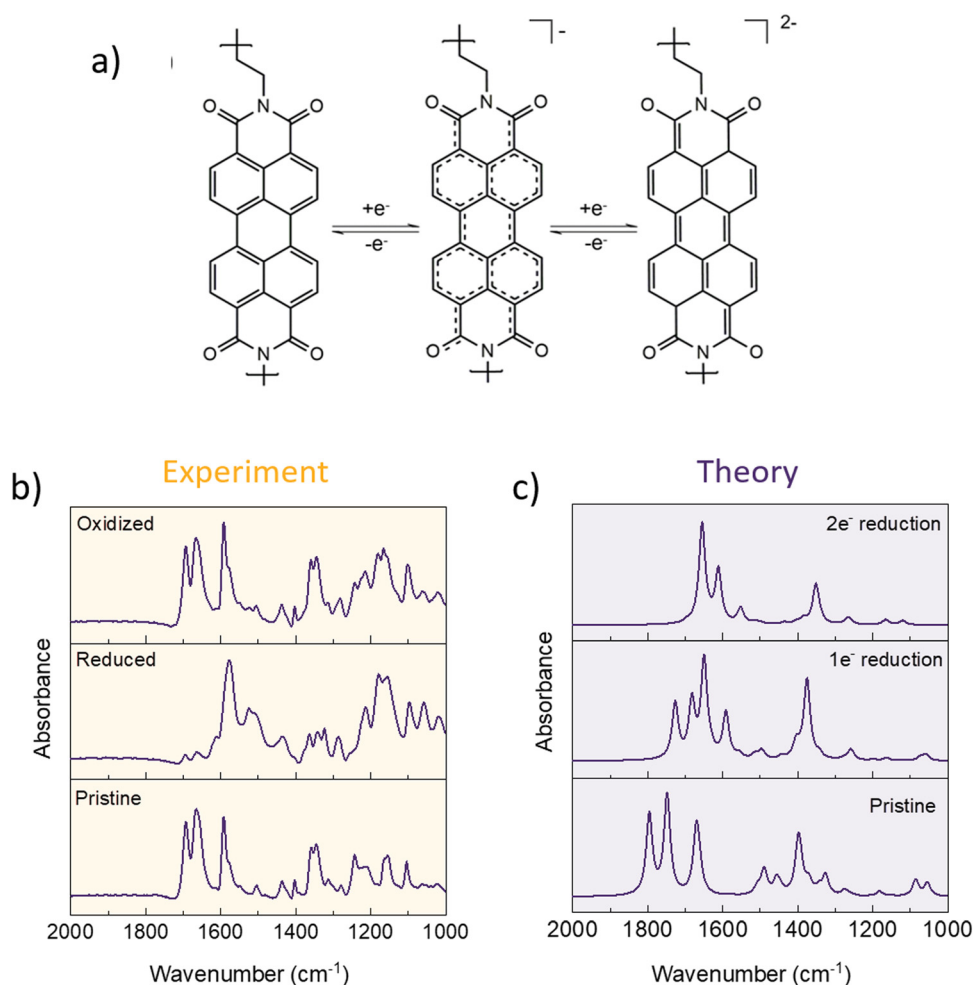 a)
-
2-
O N O
O N O
O N O
+e⁻
-e⁻
+e⁻
-e⁻
O N O
O N O
O N O
Experiment
Theory
b)
c)
Oxidized
Reduced
Pristine
2e⁻ reduction
1e⁻ reduction
Pristine
Absorbance
Absorbance
2000 1800 1600 1400 1200 1000
2000 1800 1600 1400 1200 1000
Wavenumber (cm⁻¹)
Wavenumber (cm⁻¹)